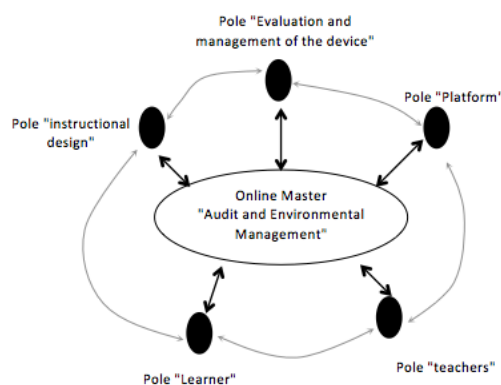 Pole "Evaluation and
management of the device"
Pole "Platform'
Pole "instructional
design"
Online Master
"Audit and Environmental
Management"
Pole "Learner"
Pole "teachers"